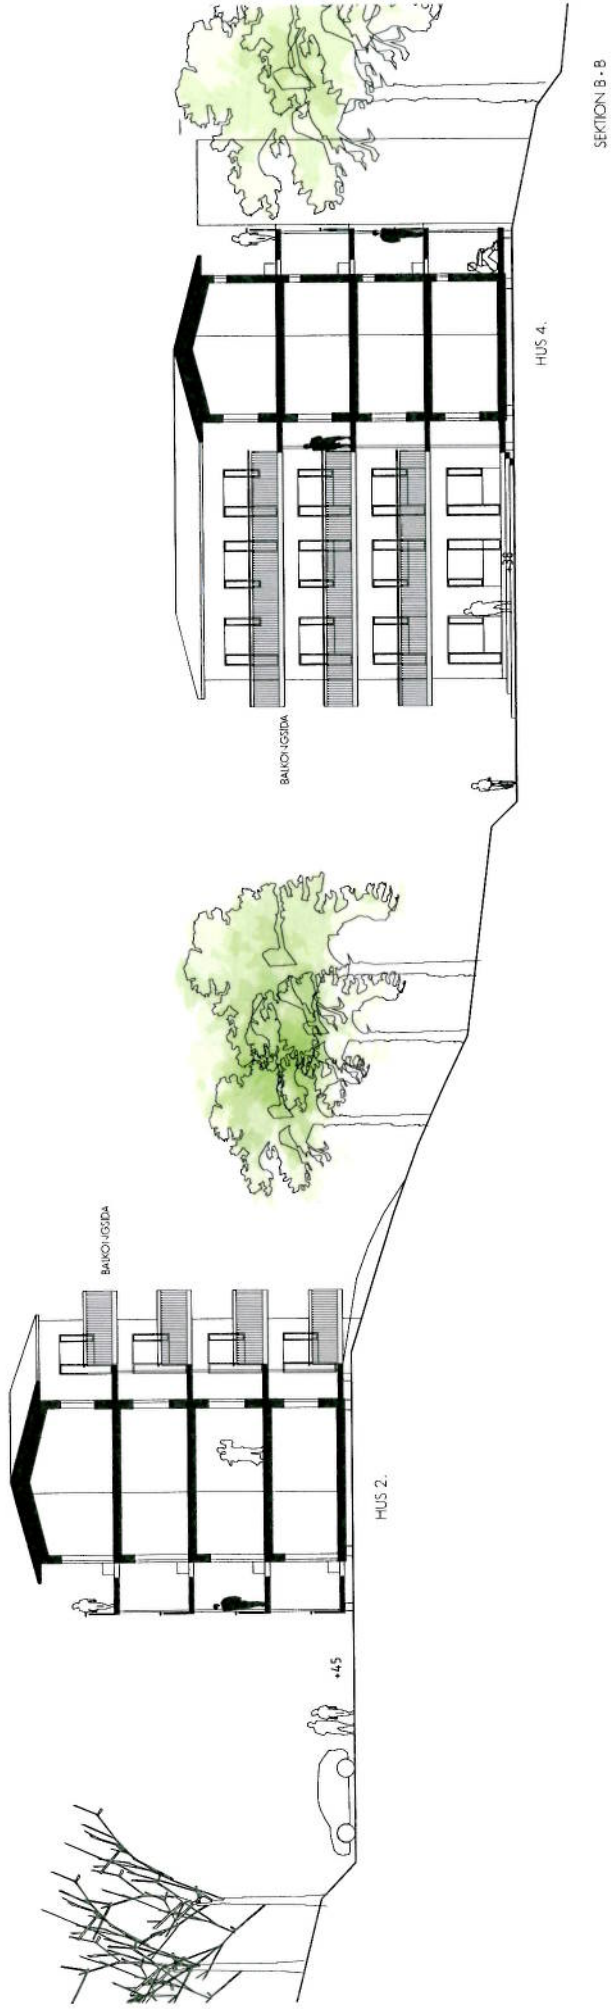 BALKONGSIDA
BALKONGSIDA
+45
HUS 2.
+38
HUS 4.
SEKTION B - B